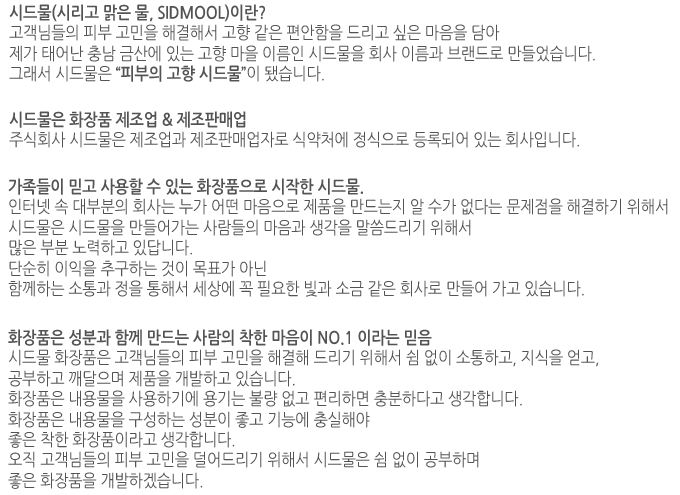 시드물(시리고 맑은 물, SIDMOOL)이란?
고객님들의 피부 고민을 해결해서 고향 같은 편안함을 드리고 싶은 마음을 담아
제가 태어난 충남 금산에 있는 고향 마을 이름인 시드물을 회사 이름과 브랜드로 만들었습니다.
그래서 시드물은 “피부의 고향 시드물”이 됐습니다.
시드물은 화장품 제조업 & 제조판매업
주식회사 시드물은 제조업과 제조판매업자로 식약처에 정식으로 등록되어 있는 회사입니다.
가족들이 믿고 사용할 수 있는 화장품으로 시작한 시드물.
인터넷 속 대부분의 회사는 누가 어떤 마음으로 제품을 만드는지 알 수가 없다는 문제점을 해결하기 위해서
시드물은 시드물을 만들어가는 사람들의 마음과 생각을 말씀드리기 위해서
많은 부분 노력하고 있답니다.
단순히 이익을 추구하는 것이 목표가 아닌
함께하는 소통과 정을 통해서 세상에 꼭 필요한 빛과 소금 같은 회사로 만들어 가고 있습니다.
화장품은 성분과 함께 만드는 사람의 착한 마음이 NO.1 이라는 믿음
시드물 화장품은 고객님들의 피부 고민을 해결해 드리기 위해서 쉼 없이 소통하고, 지식을 얻고,
공부하고 깨달으며 제품을 개발하고 있습니다.
화장품은 내용물을 사용하기에 용기는 불량 없고 편리하면 충분하다고 생각합니다.
화장품은 내용물을 구성하는 성분이 좋고 기능에 충실해야
좋은 착한 화장품이라고 생각합니다.
오직 고객님들의 피부 고민을 덜어드리기 위해서 시드물은 쉼 없이 공부하며
좋은 화장품을 개발하겠습니다.